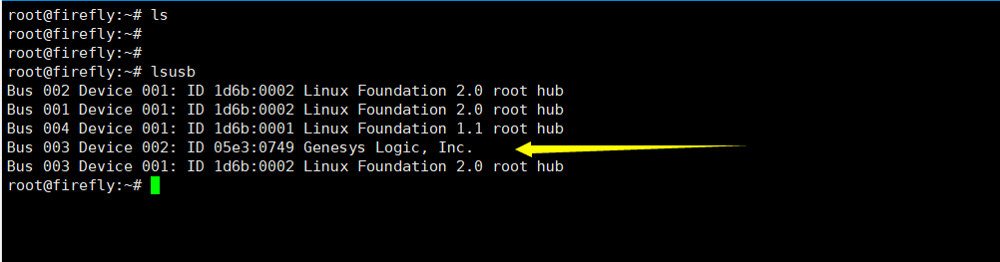 root@firefly:~# ls
root@firefly:~#
root@firefly:~#
root@firefly:~# lsusb
Bus 002 Device 001: ID 1d6b:0002 Linux Foundation 2.0 root hub
Bus 001 Device 001: ID 1d6b:0002 Linux Foundation 2.0 root hub
Bus 004 Device 001: ID 1d6b:0001 Linux Foundation 1.1 root hub
Bus 003 Device 002: ID 05e3:0749 Genesys Logic, Inc.
Bus 003 Device 001: ID 1d6b:0002 Linux Foundation 2.0 root hub
root@firefly:~#